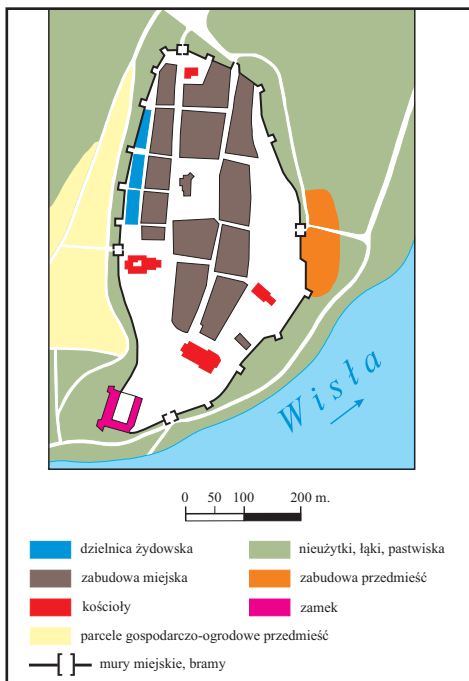 Wisła
0 50 100 200 m.
dzielnica żydowska
nieużytki, łąki, pastwiska
zabudowa miejska
zabudowa przedmieść
kościoły
zamek
parcele gospodarczo-ogrodowe przedmieść
mury miejskie, bramy